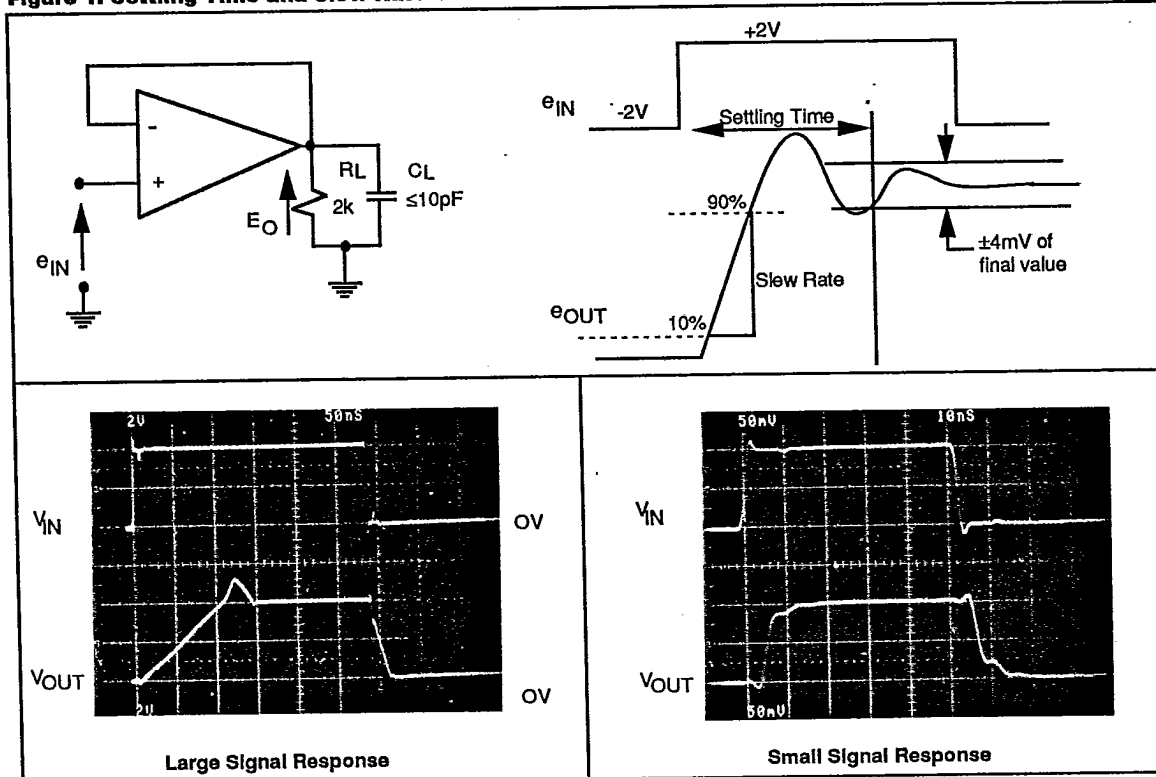 Figure 1. Settling Time and Slew Rate
+2V
eIN
-2V
Settling Time
-
+
RL
CL
2k
≤10pF
EO
eIN
90%
±4mV of
final value
Slew Rate
eOUT
10%
2V
50nS
VIN
0V
VOUT
2V
0V
Large Signal Response
50mV
10nS
VIN
VOUT
50mV
Small Signal Response